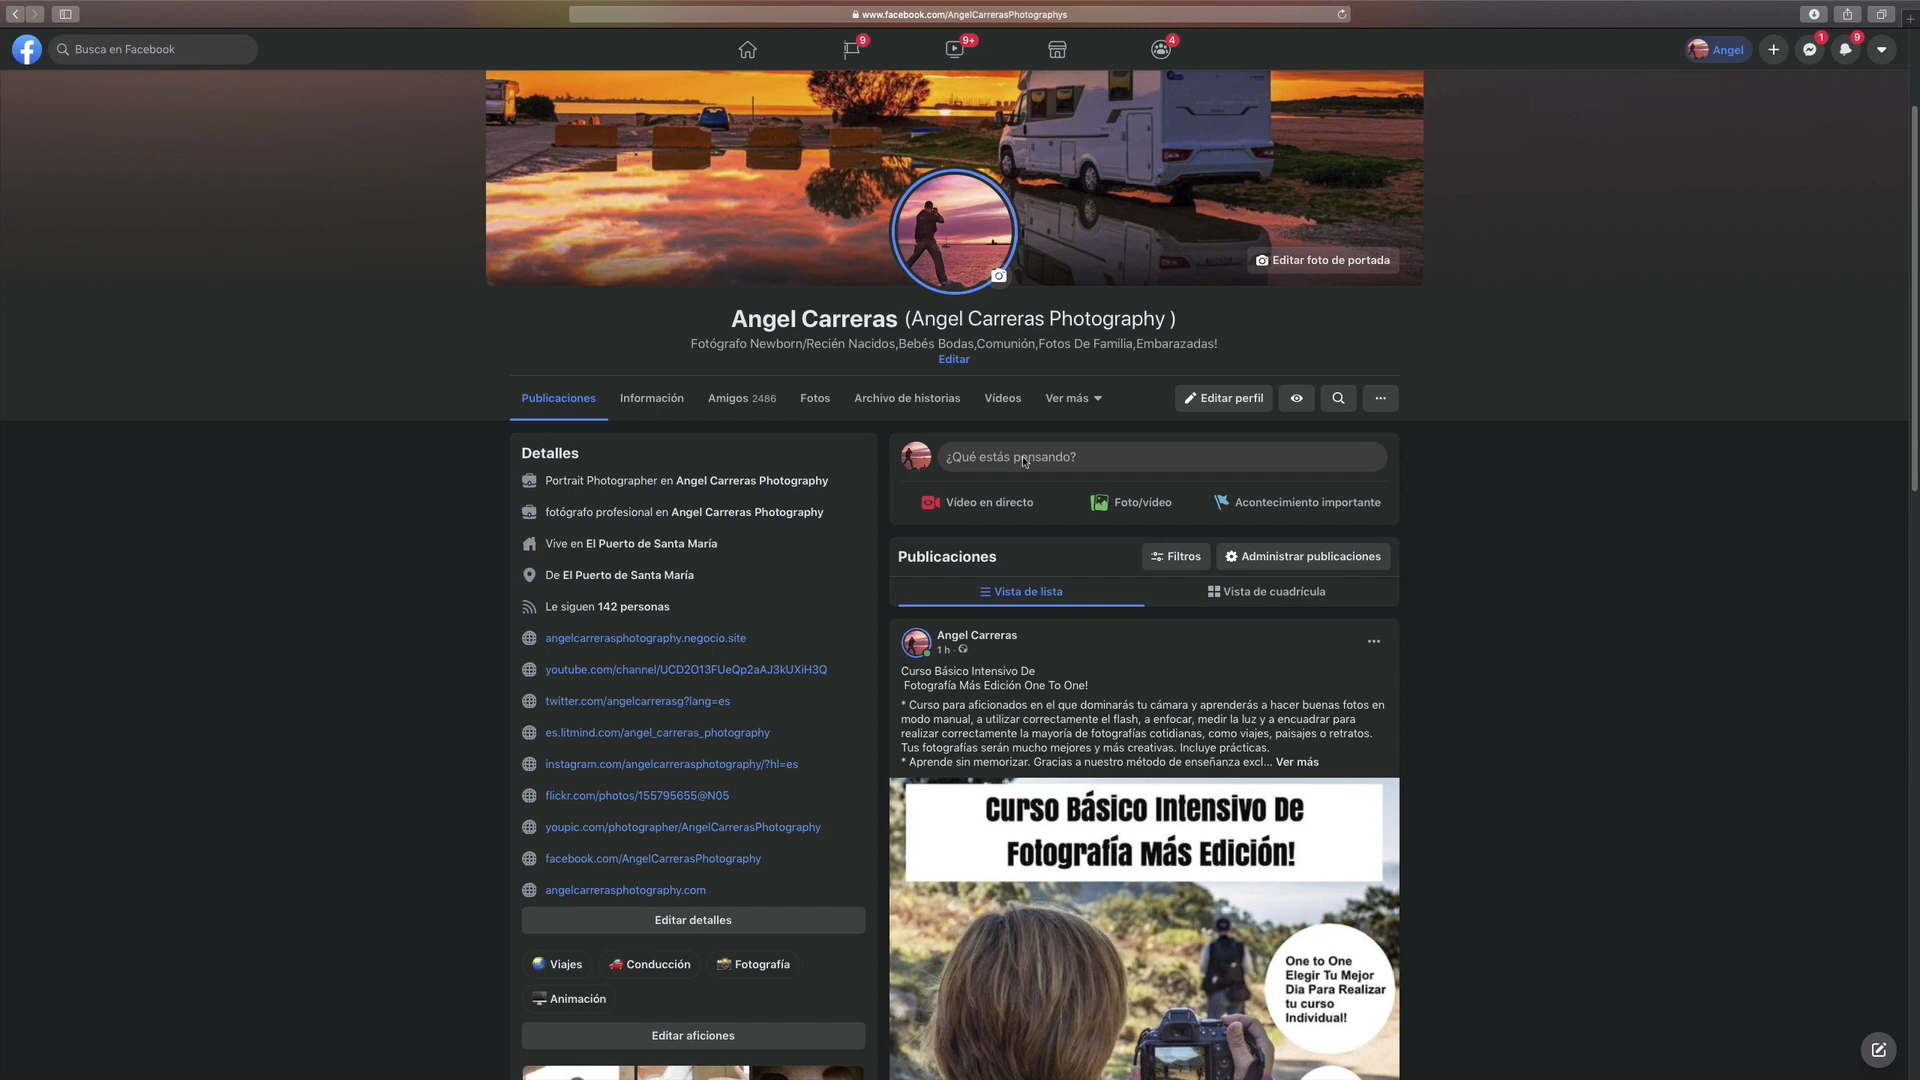 www.facebook.com/AngelCarrerasPhotographys
Busca en Facebook
9
9+
4
Angel
1
9
Editar foto de portada
Angel Carreras (Angel Carreras Photography )
Fotógrafo Newborn/Recién Nacidos,Bebés Bodas,Comunión,Fotos De Familia,Embarazadas!
Editar
Publicaciones
Información
Amigos 2486
Fotos
Archivo de historias
Vídeos
Ver más
Editar perfil
Detalles
Portrait Photographer en Angel Carreras Photography
fotógrafo profesional en Angel Carreras Photography
Vive en El Puerto de Santa María
De El Puerto de Santa María
Le siguen 142 personas
angelcarrerasphotography.negocio.site
youtube.com/channel/UCD2O13FUeQp2aAJ3kUXiH3Q
twitter.com/angelcarrerasg?lang=es
es.litmind.com/angel_carreras_photography
instagram.com/angelcarrerasphotography/?hl=es
flickr.com/photos/155795655@N05
youpic.com/photographer/AngelCarrerasPhotography
facebook.com/AngelCarrerasPhotography
angelcarrerasphotography.com
Editar detalles
Viajes
Conducción
Fotografía
Animación
Editar aficiones
¿Qué estás pensando?
Vídeo en directo
Foto/vídeo
Acontecimiento importante
Publicaciones
Filtros
Administrar publicaciones
Vista de lista
Vista de cuadrícula
Angel Carreras
1 h ·
Curso Básico Intensivo De
Fotografía Más Edición One To One!
* Curso para aficionados en el que dominarás tu cámara y aprenderás a hacer buenas fotos en
modo manual, a utilizar correctamente el flash, a enfocar, medir la luz y a encuadrar para
realizar correctamente la mayoría de fotografías cotidianas, como viajes, paisajes o retratos.
Tus fotografías serán mucho mejores y más creativas. Incluye prácticas.
* Aprende sin memorizar. Gracias a nuestro método de enseñanza excl... Ver más
Curso Básico Intensivo De
Fotografía Más Edición!
One to One
Elegir Tu Mejor
Dia Para Realizar
tu curso
Individual!